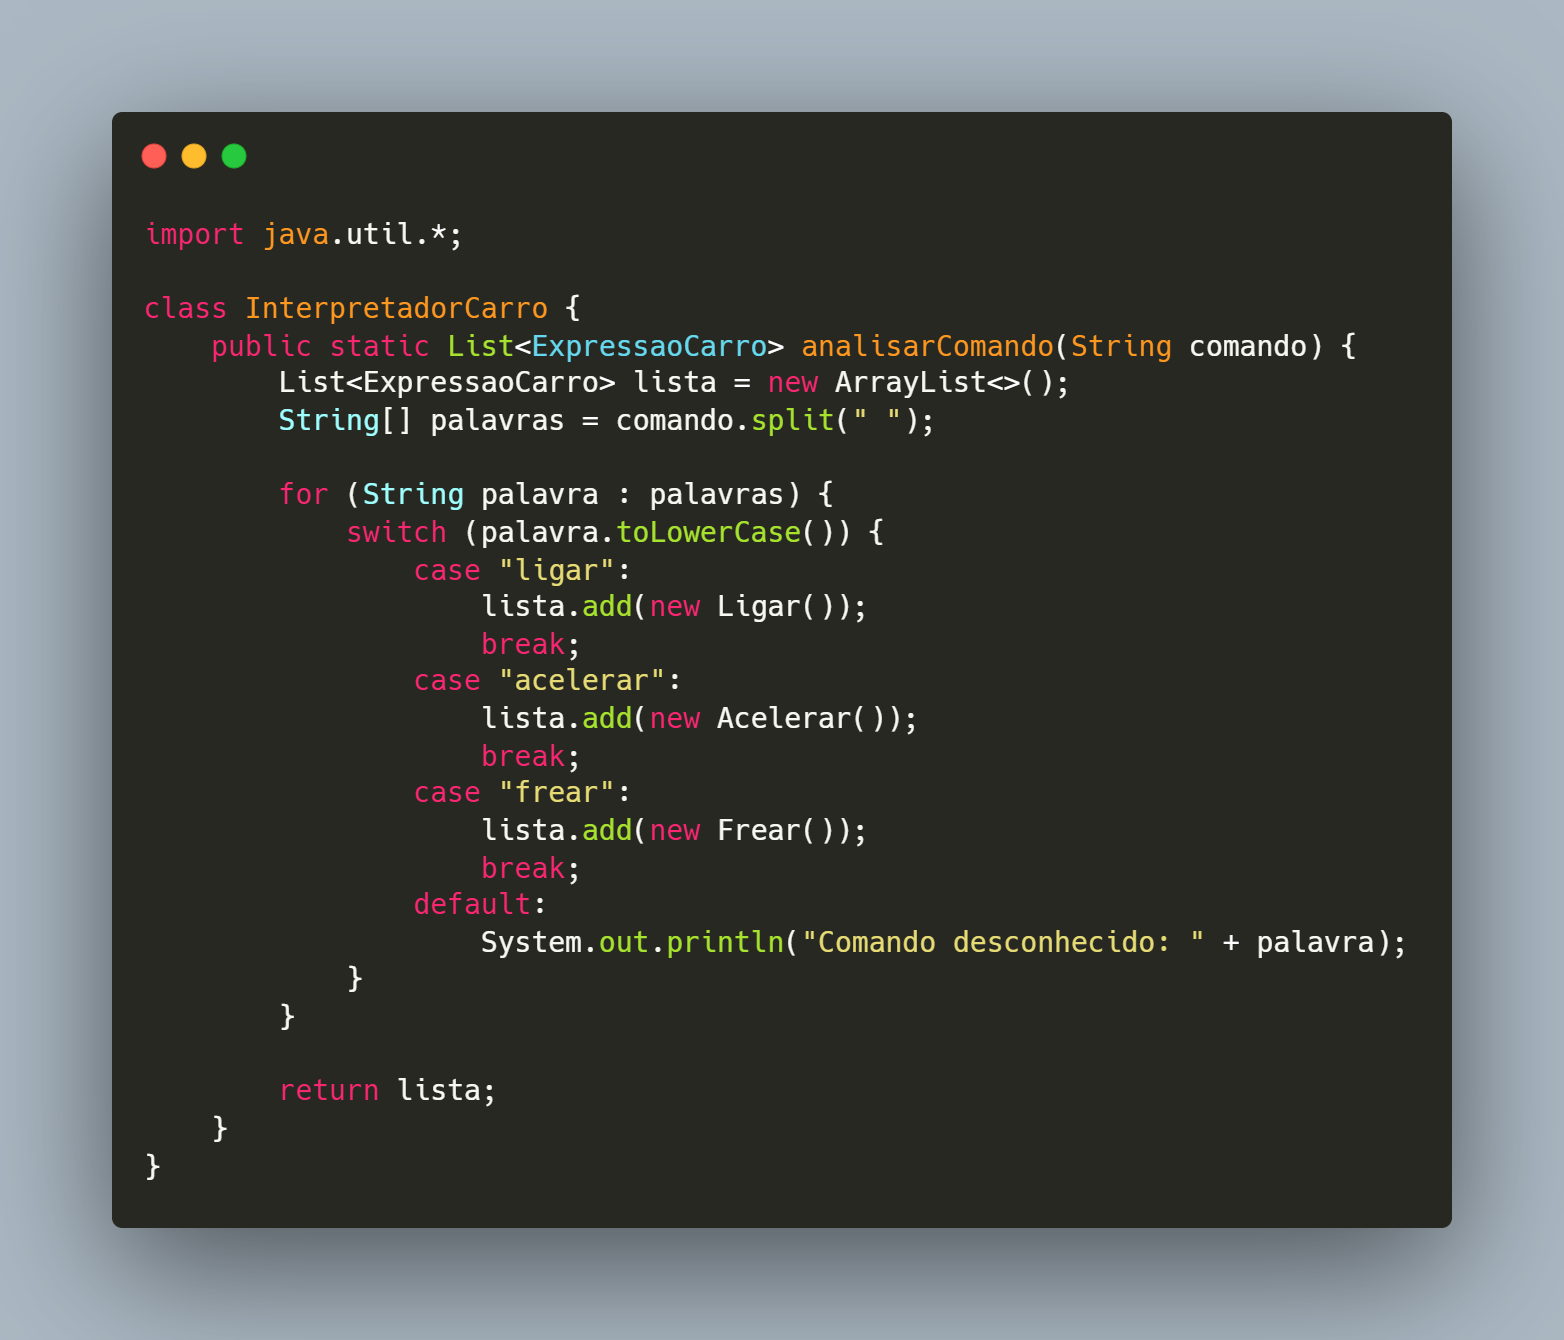 import java.util.*;

class InterpretadorCarro {
    public static List<ExpressaoCarro> analisarComando(String comando) {
        List<ExpressaoCarro> lista = new ArrayList<>();
        String[] palavras = comando.split(" ");

        for (String palavra : palavras) {
            switch (palavra.toLowerCase()) {
                case "ligar":
                    lista.add(new Ligar());
                    break;
                case "acelerar":
                    lista.add(new Acelerar());
                    break;
                case "frear":
                    lista.add(new Frear());
                    break;
                default:
                    System.out.println("Comando desconhecido: " + palavra);
            }
        }

        return lista;
    }
}